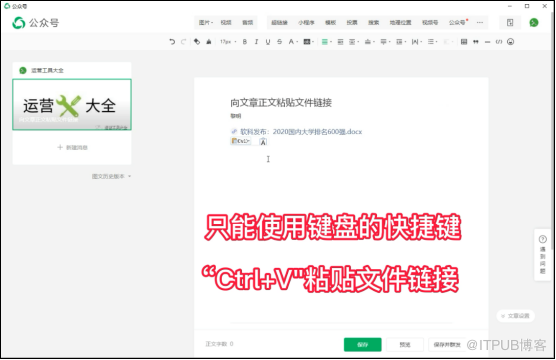 公众号
图片 视频 音频 超链接 小程序 模板 投票 搜索 地理位置 视频号 公众号 ···
17px B I U S A
运营工具大全
运营 大全
+ 新建消息
图文历史版本
向文章正文粘贴文件链接
黎明
软科发布：2020国内大学排名600强.docx
(Ctrl)
A
只能使用键盘的快捷键
“Ctrl+V"粘贴文件链接
遇到问题
文章设置
正文字数 0
保存 预览 保存并群发
@ITPUB博客